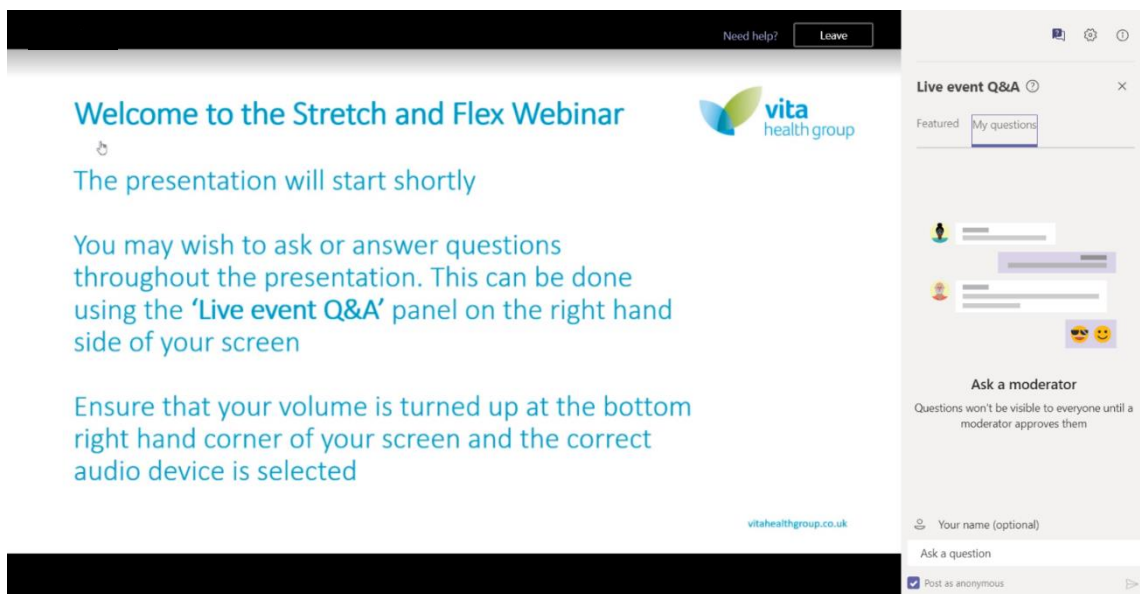 Need help?
Leave
Welcome to the Stretch and Flex Webinar
vita
health group
The presentation will start shortly
You may wish to ask or answer questions
throughout the presentation. This can be done
using the ‘Live event Q&A’ panel on the right hand
side of your screen
Ensure that your volume is turned up at the bottom
right hand corner of your screen and the correct
audio device is selected
vitahealthgroup.co.uk
Live event Q&A
Featured
My questions
Ask a moderator
Questions won't be visible to everyone until a
moderator approves them
Your name (optional)
Ask a question
Post as anonymous